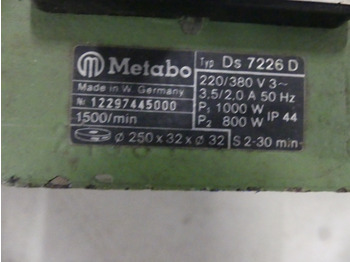 Metabo
Made in W. Germany
Nr. 12297445000
1500/min
Ø 250 x 32 x Ø 32
Typ Ds 7226 D
220/380 V 3~
3,5/2,0 A 50 Hz
P₁ 1000 W
P₂ 800 W IP 44
S 2-30 min